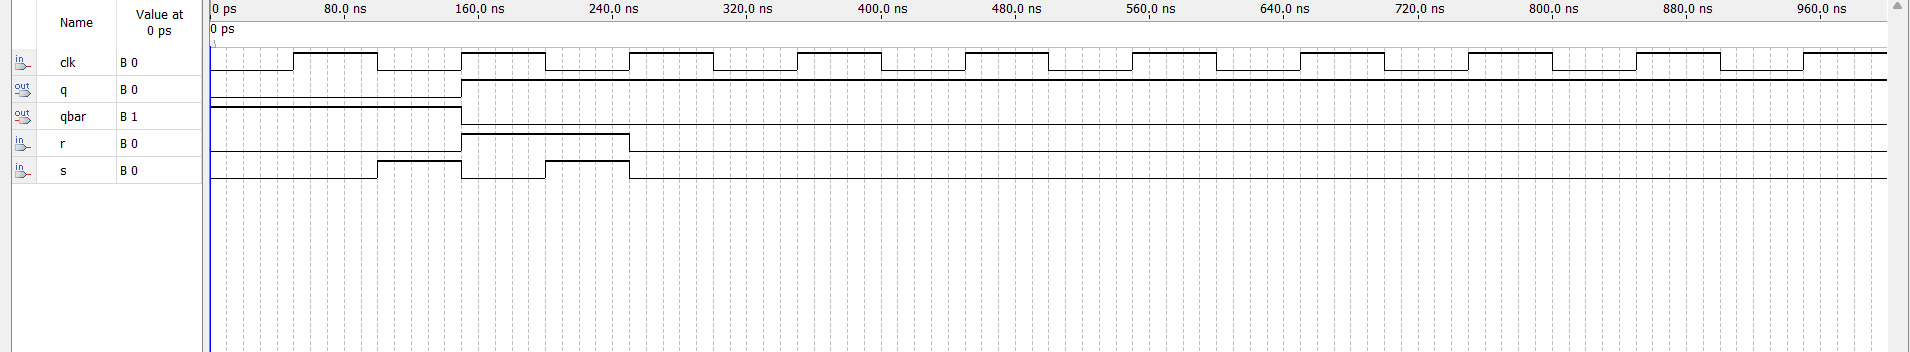 Name
Value at
0 ps
0 ps 80.0 ns 160.0 ns 240.0 ns 320.0 ns 400.0 ns 480.0 ns 560.0 ns 640.0 ns 720.0 ns 800.0 ns 880.0 ns 960.0 ns
0 ps
in clk B 0
out q B 0
out qbar B 1
in r B 0
in s B 0